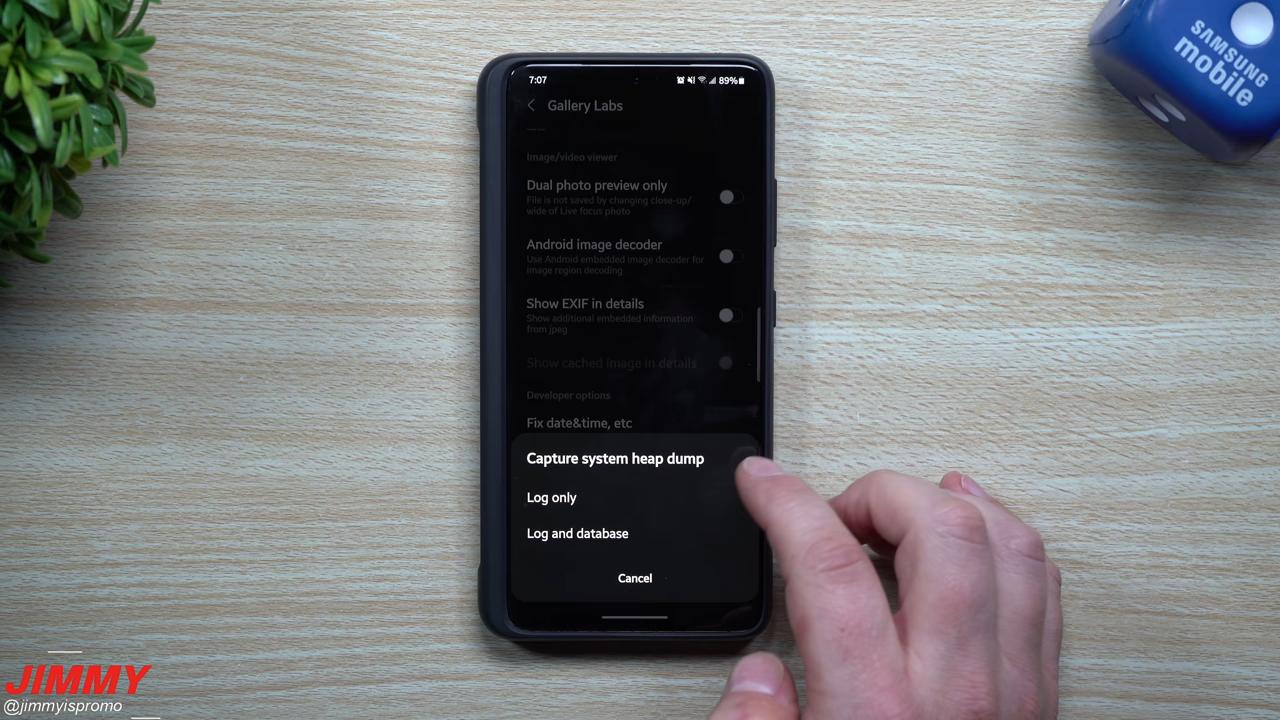 SAMSUNG
mobile
7:07
89%
Gallery Labs
Image/video viewer
Dual photo preview only
File is not saved by changing close-up/
wide of Live focus photo
Android image decoder
Use Android embedded image decoder for
image region decoding
Show EXIF in details
Show additional embedded information
from jpeg
Show cached image in details
Developer options
Fix date&time, etc
Capture system heap dump
Log only
Log and database
Cancel
JIMMY
@jimmyispromo